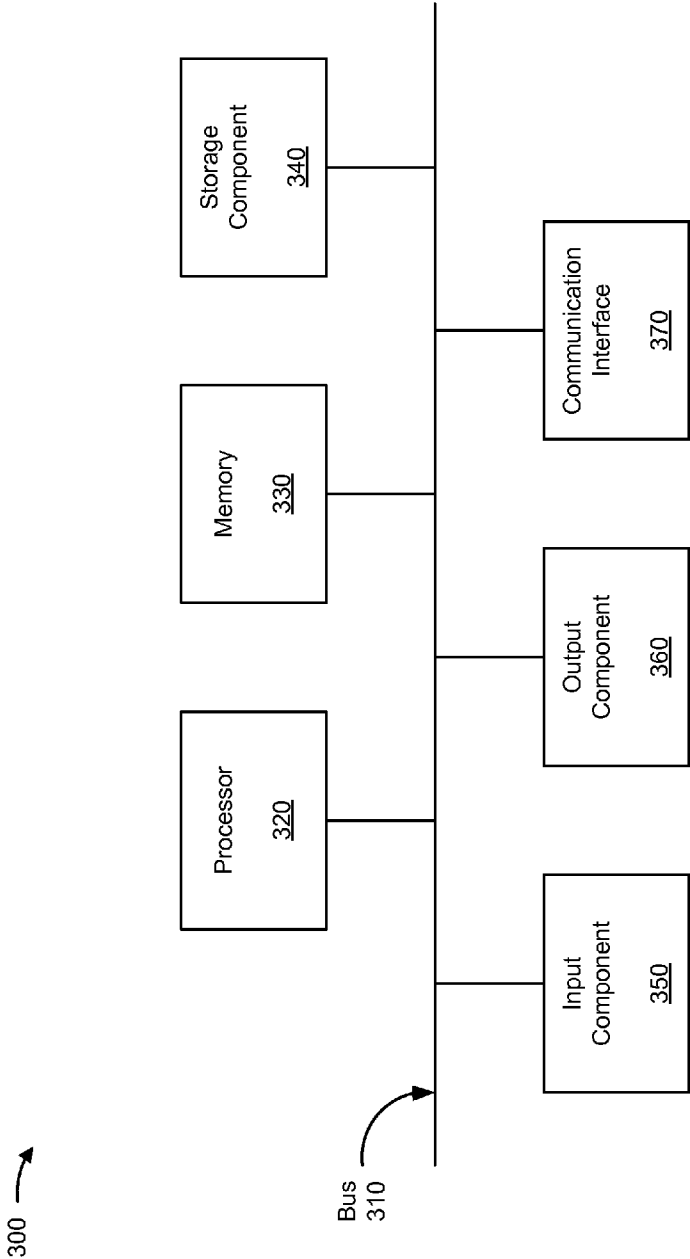 300
Processor
320
Memory
330
Storage
Component
340
Bus
310
Input
Component
350
Output
Component
360
Communication
Interface
370